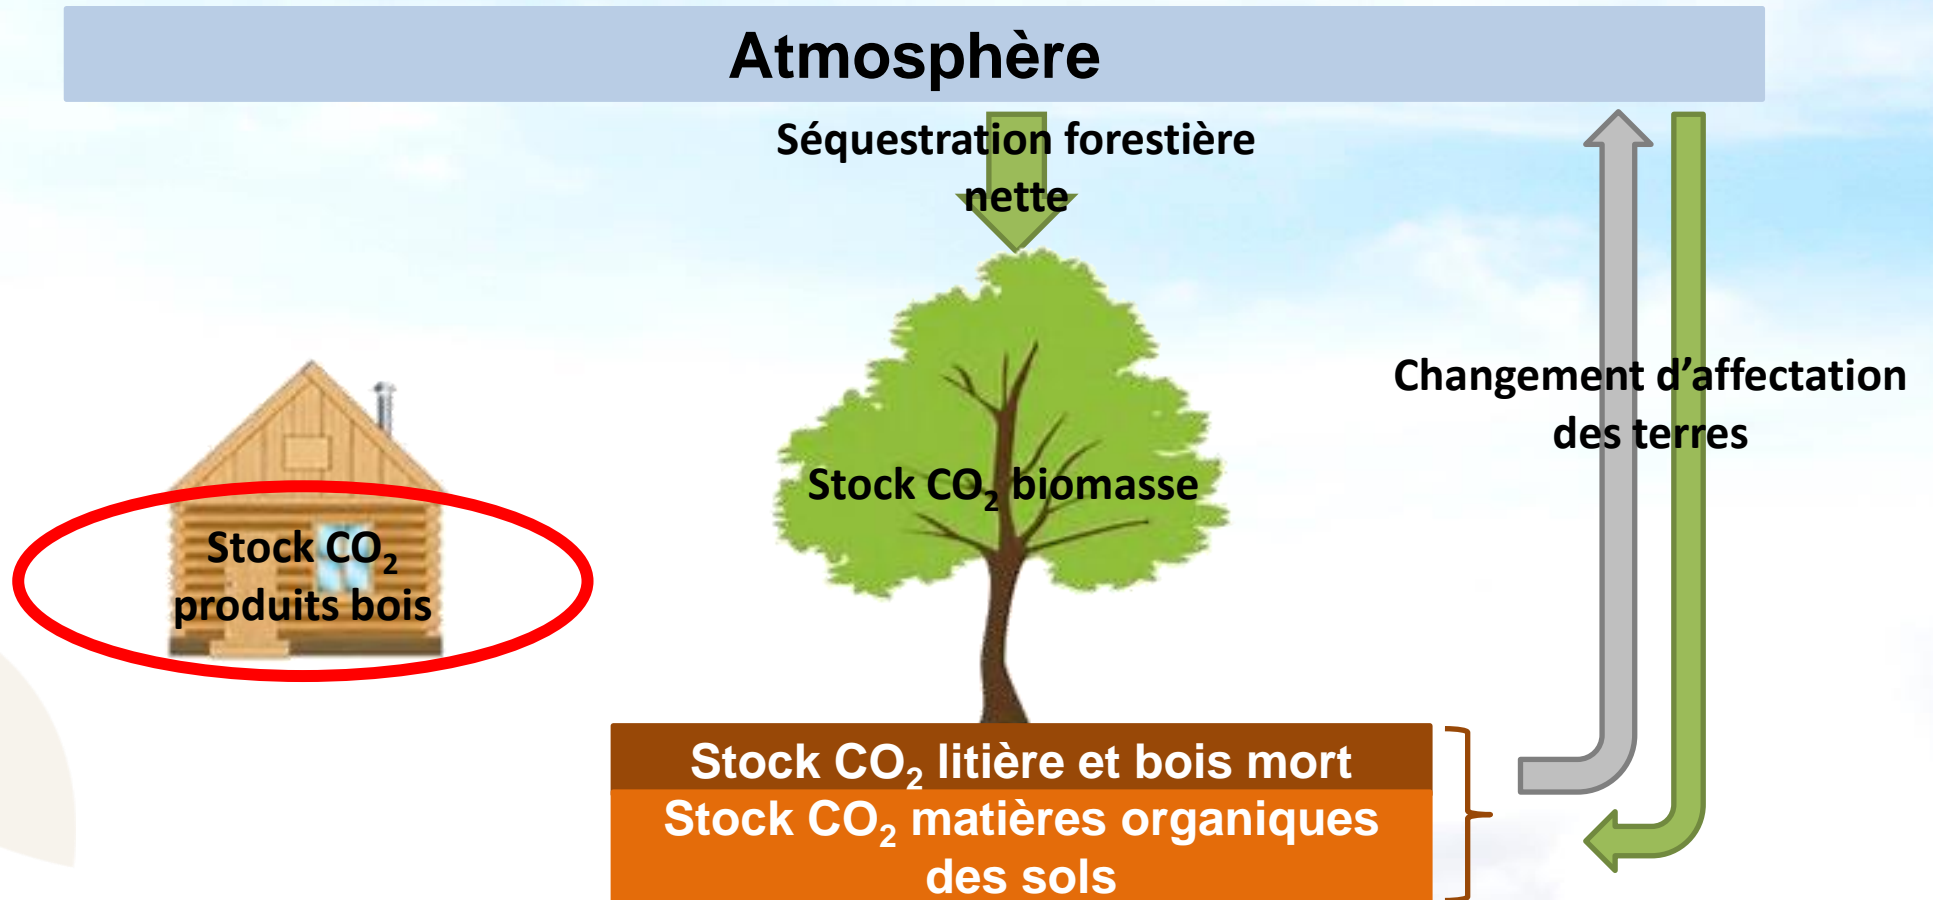 Atmosphère
Séquestration forestière
nette
Changement d’affectation
des terres
Stock CO₂ biomasse
Stock CO₂
produits bois
Stock CO₂ litière et bois mort
Stock CO₂ matières organiques
des sols